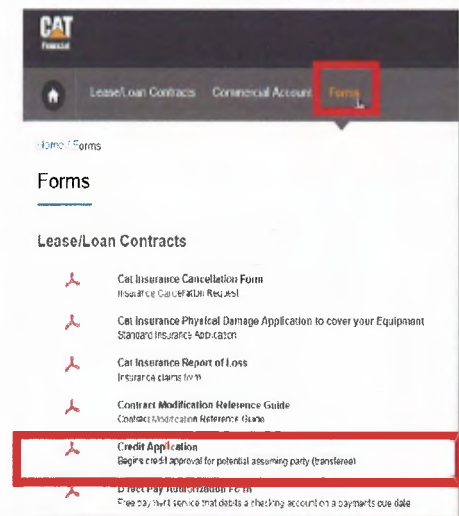 CAT
Financial
Lease/Loan Contracts Commercial Account Forms
Home / Forms
Forms
Lease/Loan Contracts
Cat Insurance Cancellation Form
Insurance Cancellation Request
Cat Insurance Physical Damage Application to cover your Equipment
Standard Insurance Application
Cat Insurance Report of Loss
Insurance claims form
Contract Modification Reference Guide
Contract Modification Reference Guide
Credit Application
Begins credit approval for potential assuming party (transferee)
Direct Pay Authorization Form
Free payment service that debits a checking account on a payments due date